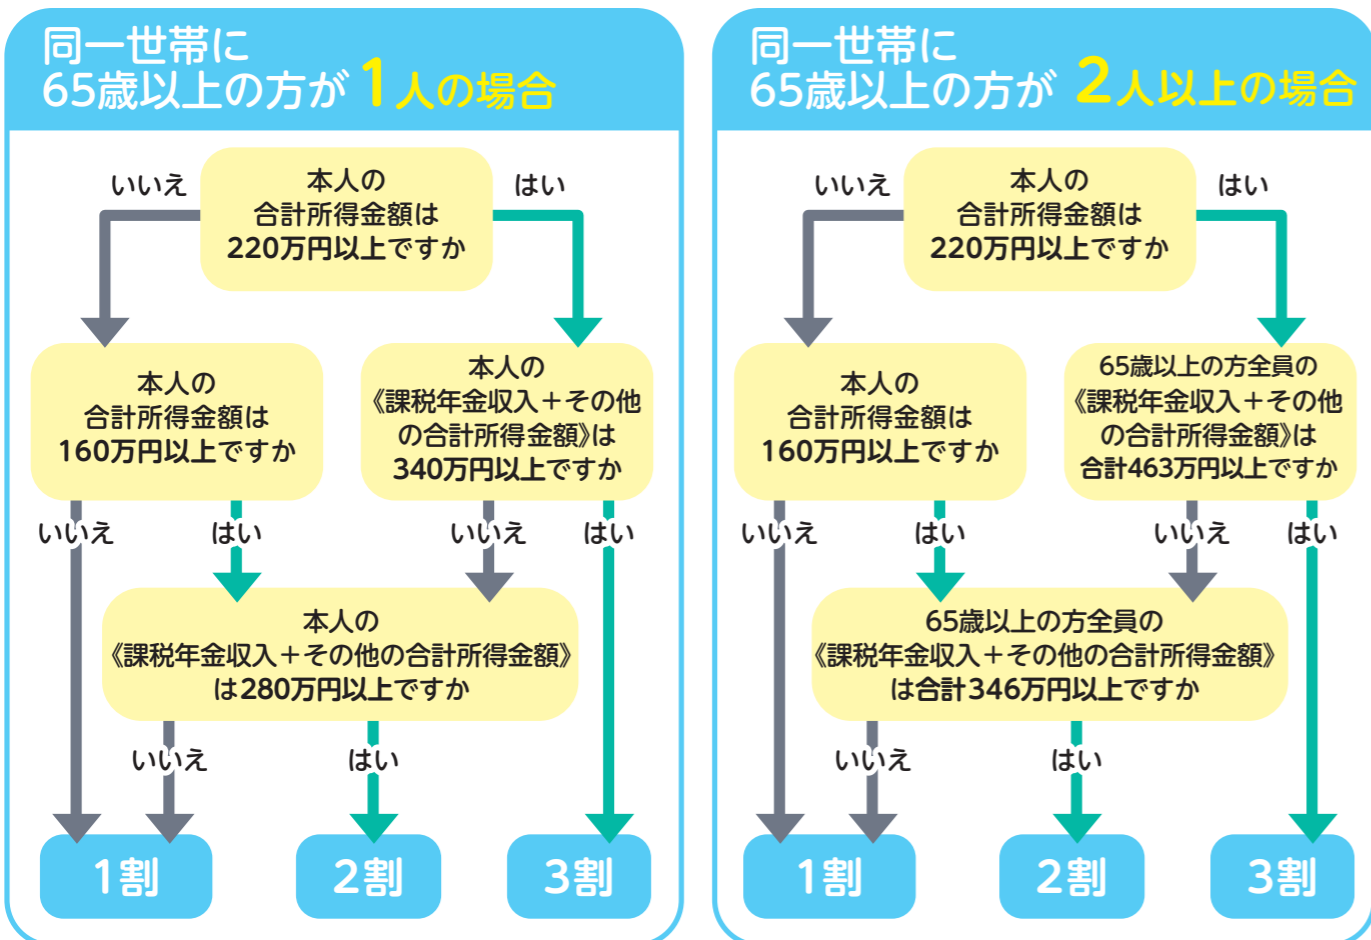 同一世帯に
65歳以上の方が 1人の場合
いいえ
はい
本人の
合計所得金額は
220万円以上ですか
本人の
合計所得金額は
160万円以上ですか
本人の
《課税年金収入+その他
の合計所得金額》は
340万円以上ですか
いいえ
はい
いいえ
はい
本人の
《課税年金収入+その他の合計所得金額》
は280万円以上ですか
いいえ
はい
1割
2割
3割
同一世帯に
65歳以上の方が 2人以上の場合
いいえ
はい
本人の
合計所得金額は
220万円以上ですか
本人の
合計所得金額は
160万円以上ですか
65歳以上の方全員の
《課税年金収入+その他
の合計所得金額》は
合計463万円以上ですか
いいえ
はい
いいえ
はい
65歳以上の方全員の
《課税年金収入+その他の合計所得金額》
は合計346万円以上ですか
いいえ
はい
1割
2割
3割